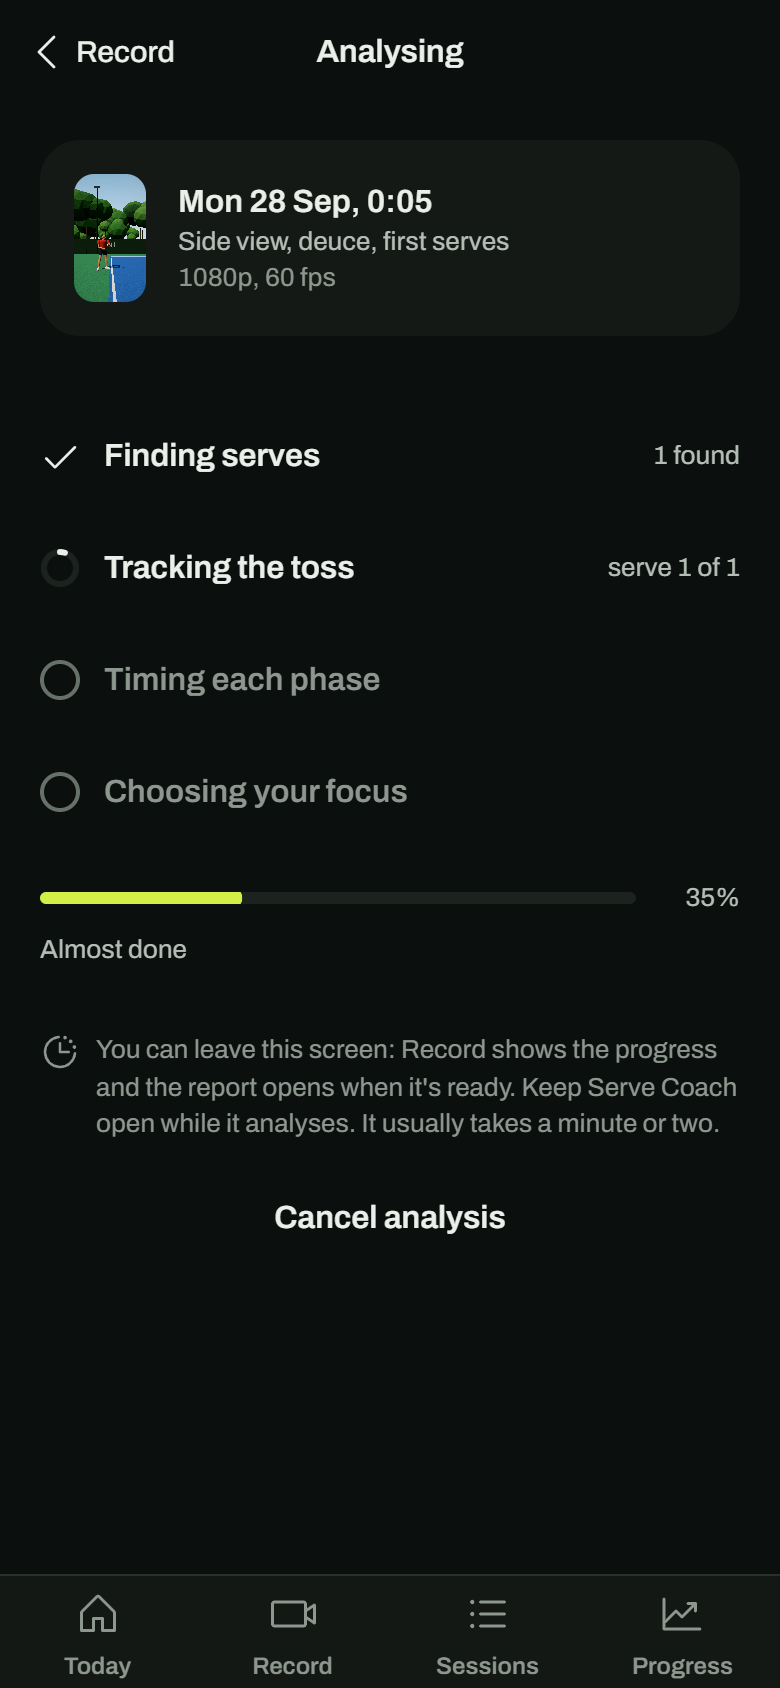 Record
Analysing
Mon 28 Sep, 0:05
Side view, deuce, first serves
1080p, 60 fps
Finding serves
1 found
Tracking the toss
serve 1 of 1
Timing each phase
Choosing your focus
35%
Almost done
You can leave this screen: Record shows the progress
and the report opens when it's ready. Keep Serve Coach
open while it analyses. It usually takes a minute or two.
Cancel analysis
Today
Record
Sessions
Progress